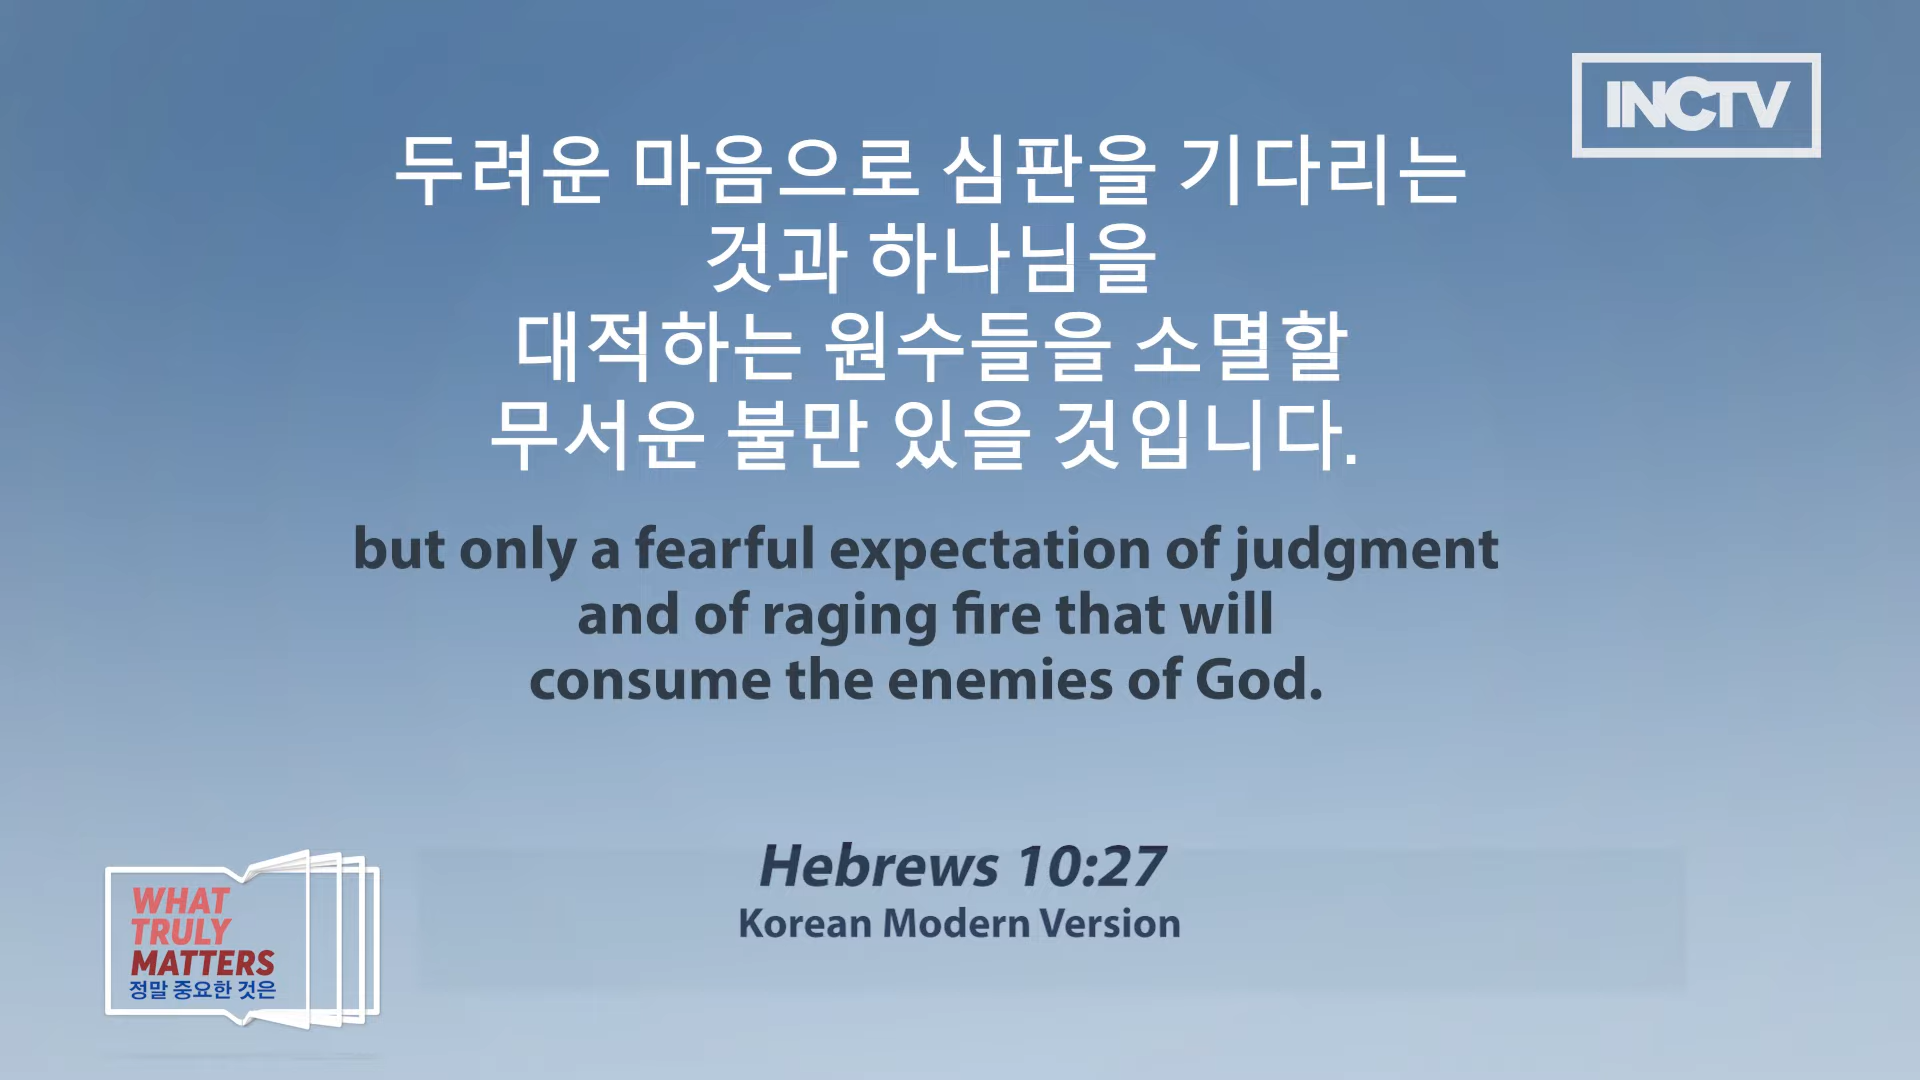 INCTV
두려운 마음으로 심판을 기다리는
것과 하나님을
대적하는 원수들을 소멸할
무서운 불만 있을 것입니다.
but only a fearful expectation of judgment
and of raging fire that will
consume the enemies of God.
Hebrews 10:27
Korean Modern Version
WHAT
TRULY
MATTERS
정말 중요한 것은